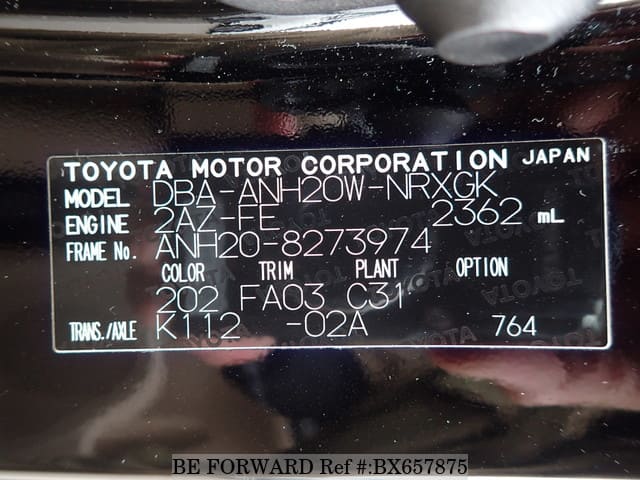 TOYOTA MOTOR CORPORATION JAPAN
MODEL DBA-ANH20W-NRXGK
ENGINE 2AZ-FE 2362 mL
FRAME No. ANH20-8273974
COLOR TRIM PLANT OPTION
202 FA03 C31
TRANS./AXLE K112 -02A 764
BE FORWARD Ref #:BX657875